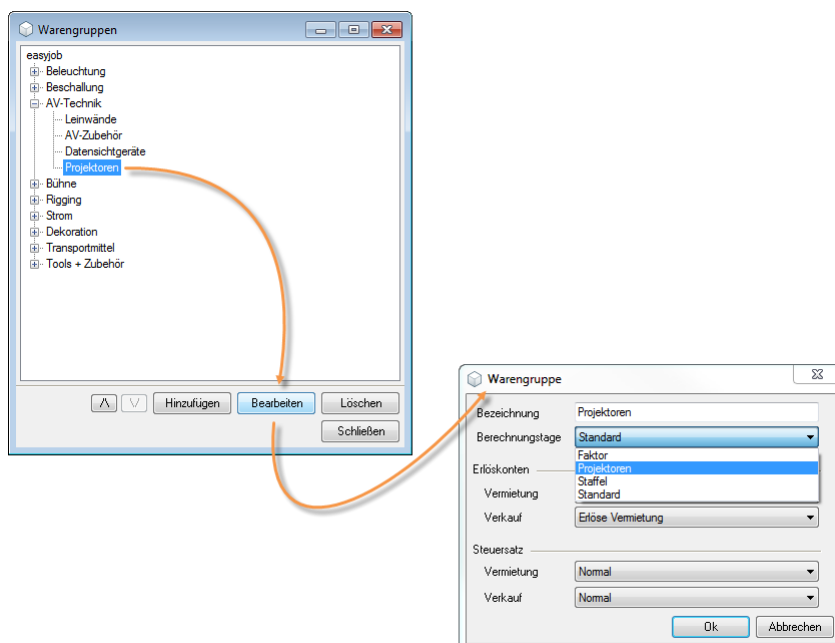 Warengruppen
easyjob
Beleuchtung
Beschallung
AV-Technik
Leinwände
AV-Zubehör
Datensichtgeräte
Projektoren
Bühne
Rigging
Strom
Dekoration
Transportmittel
Tools + Zubehör
Hinzufügen Bearbeiten Löschen
Schließen
Warengruppe
Bezeichnung Projektoren
Berechnungstage Standard
Faktor
Erlöskonten Projektoren
Staffel
Vermietung Standard
Verkauf Erlöse Vermietung
Steuersatz
Vermietung Normal
Verkauf Normal
Ok Abbrechen